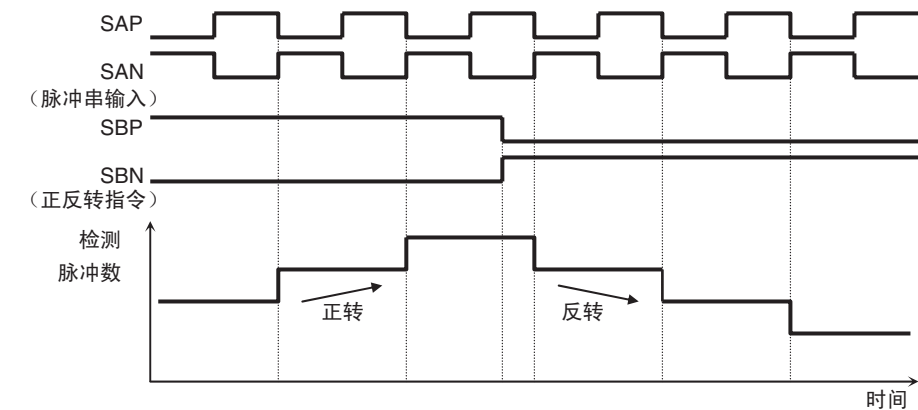 SAP
SAN
（脉冲串输入）
SBP
SBN
（正反转指令）
检测
脉冲数
正转
反转
时间